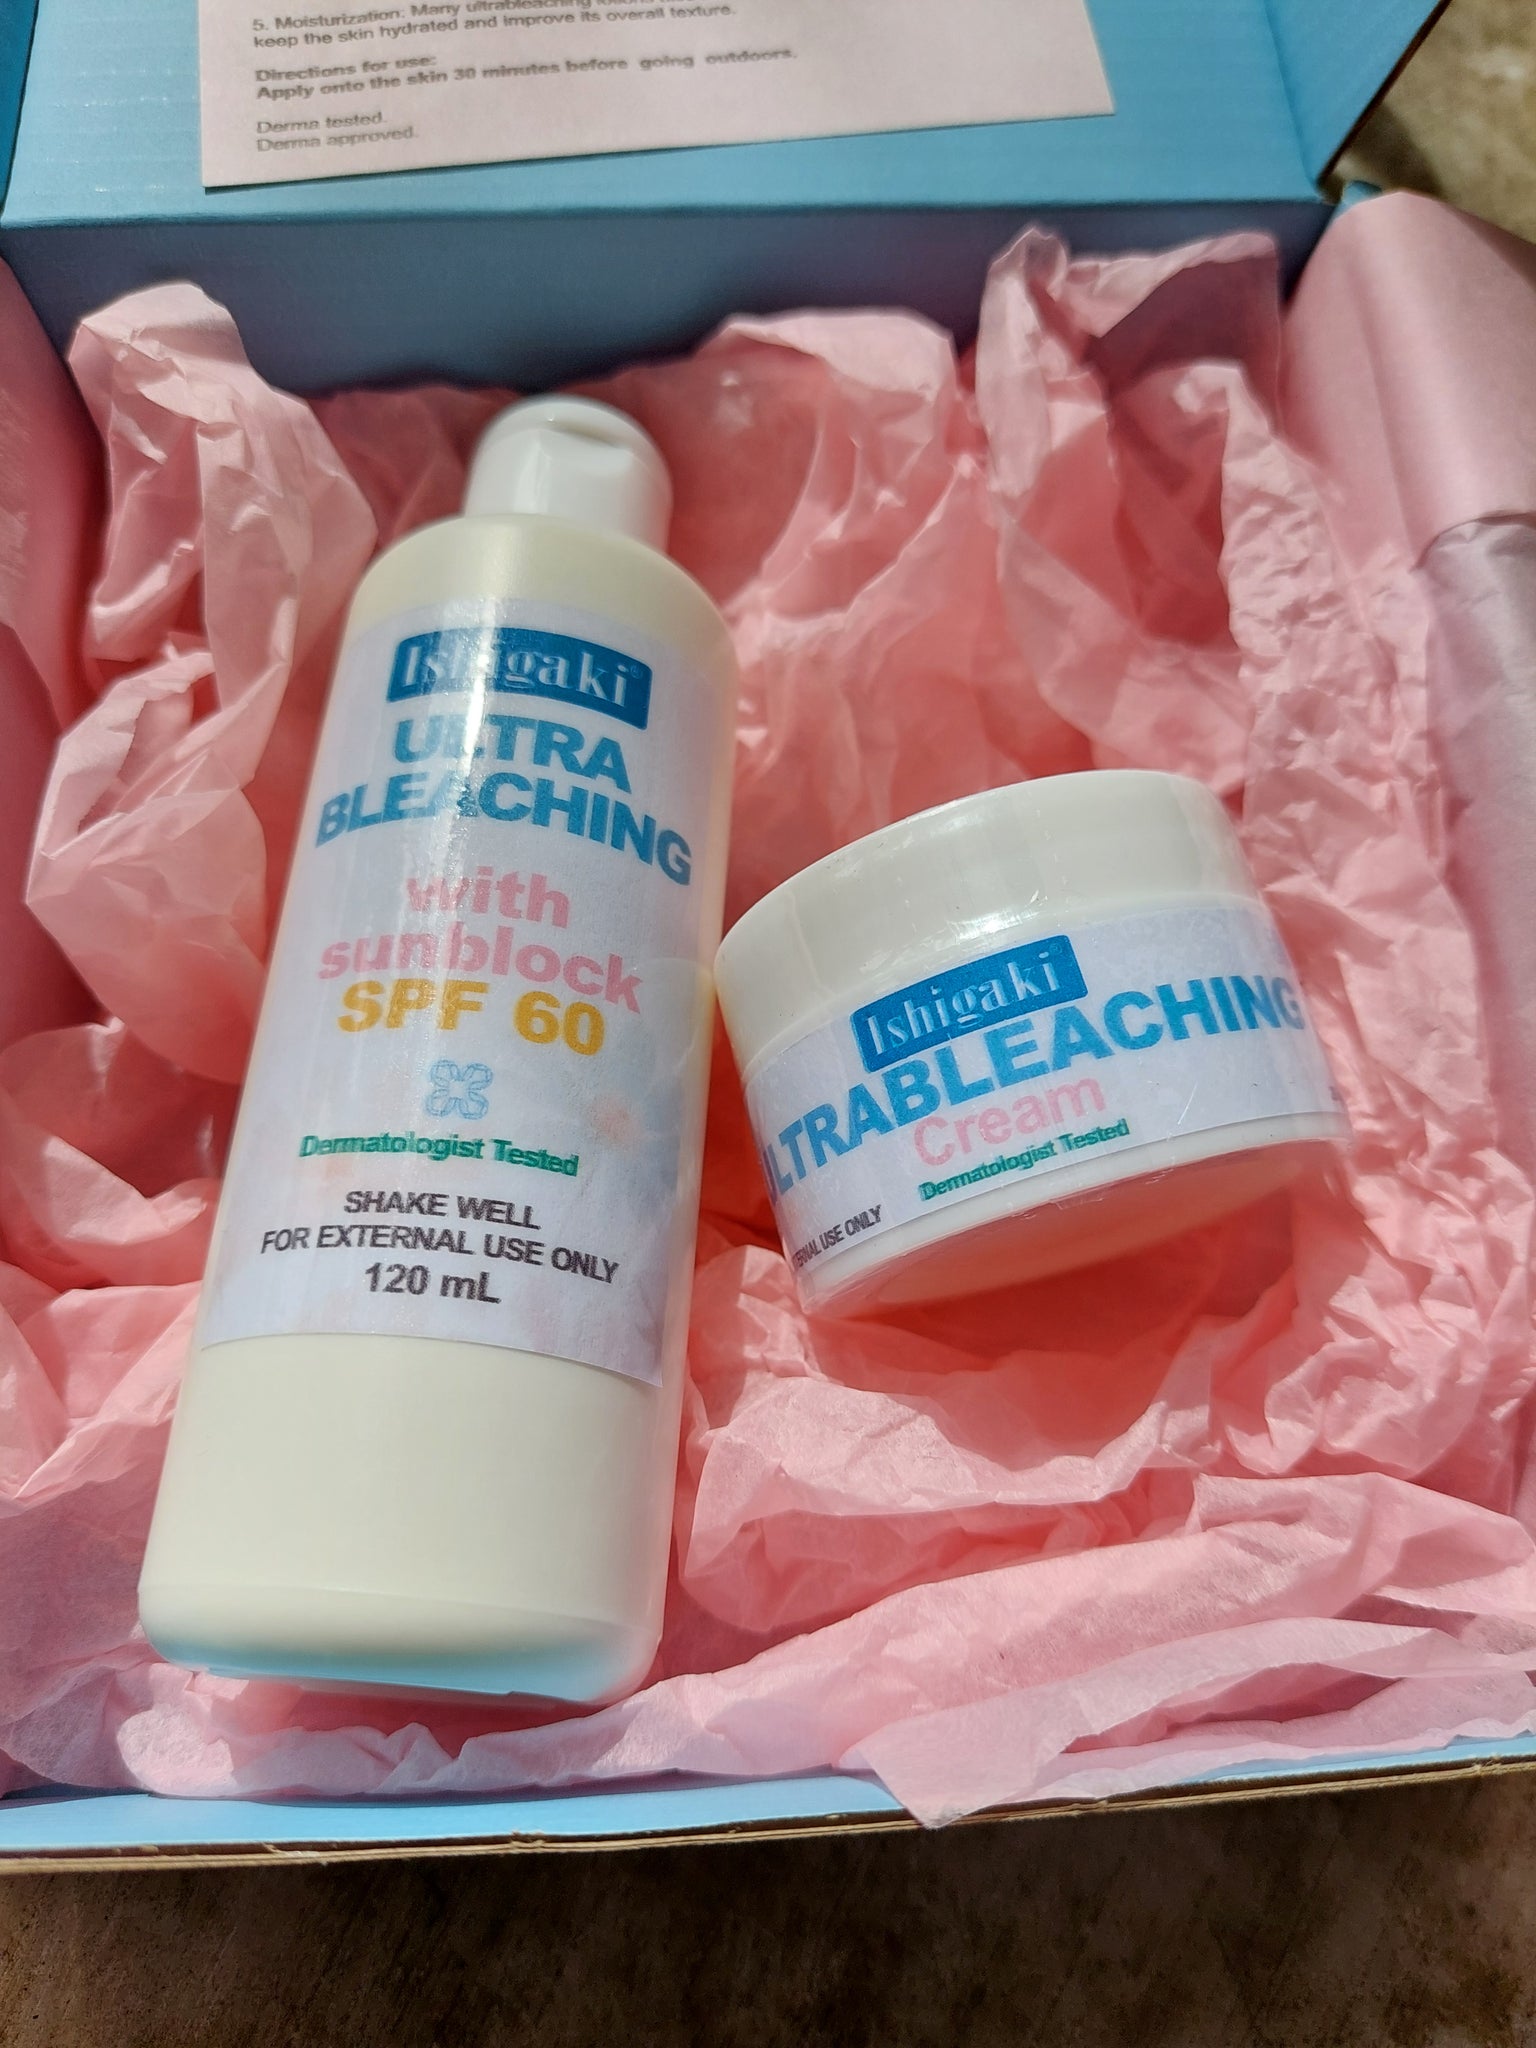 5. Moisturization: Many ultrableaching lotions
keep the skin hydrated and improve its overall texture.
Directions for use:
Apply onto the skin 30 minutes before going outdoors.
Derma tested.
Derma approved.
Ishigaki®
ULTRA
BLEACHING
with
sunblock
SPF 60
Dermatologist Tested
SHAKE WELL
FOR EXTERNAL USE ONLY
120 mL
Ishigaki®
ULTRABLEACHING
Cream
Dermatologist Tested
USE ONLY